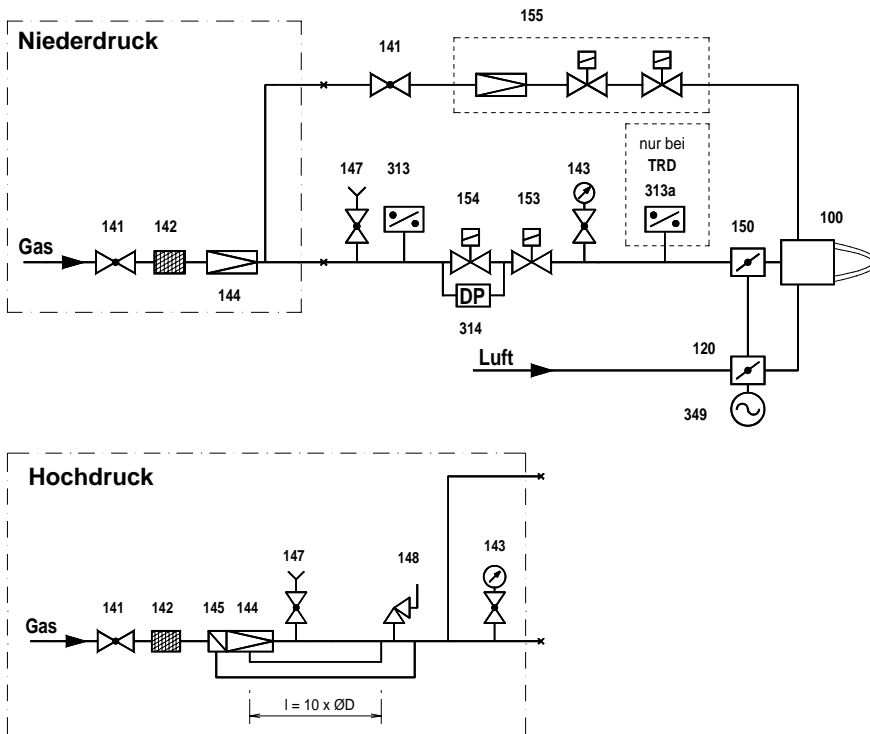 Niederdruck
155
141
nur bei
TRD
313a
147
313
154
153
143
150
100
141
142
Gas
144
DP
314
Luft
120
349
Hochdruck
147
148
143
141
142
145
144
Gas
l = 10 x ØD